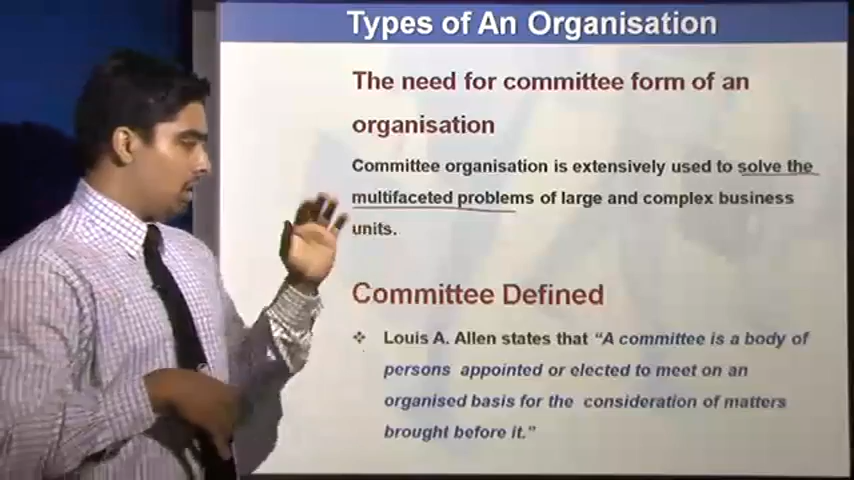 Types of An Organisation
The need for committee form of an
organisation
Committee organisation is extensively used to solve the
multifaceted problems of large and complex business
units.
Committee Defined
❖ Louis A. Allen states that “A committee is a body of
persons appointed or elected to meet on an
organised basis for the consideration of matters
brought before it.”